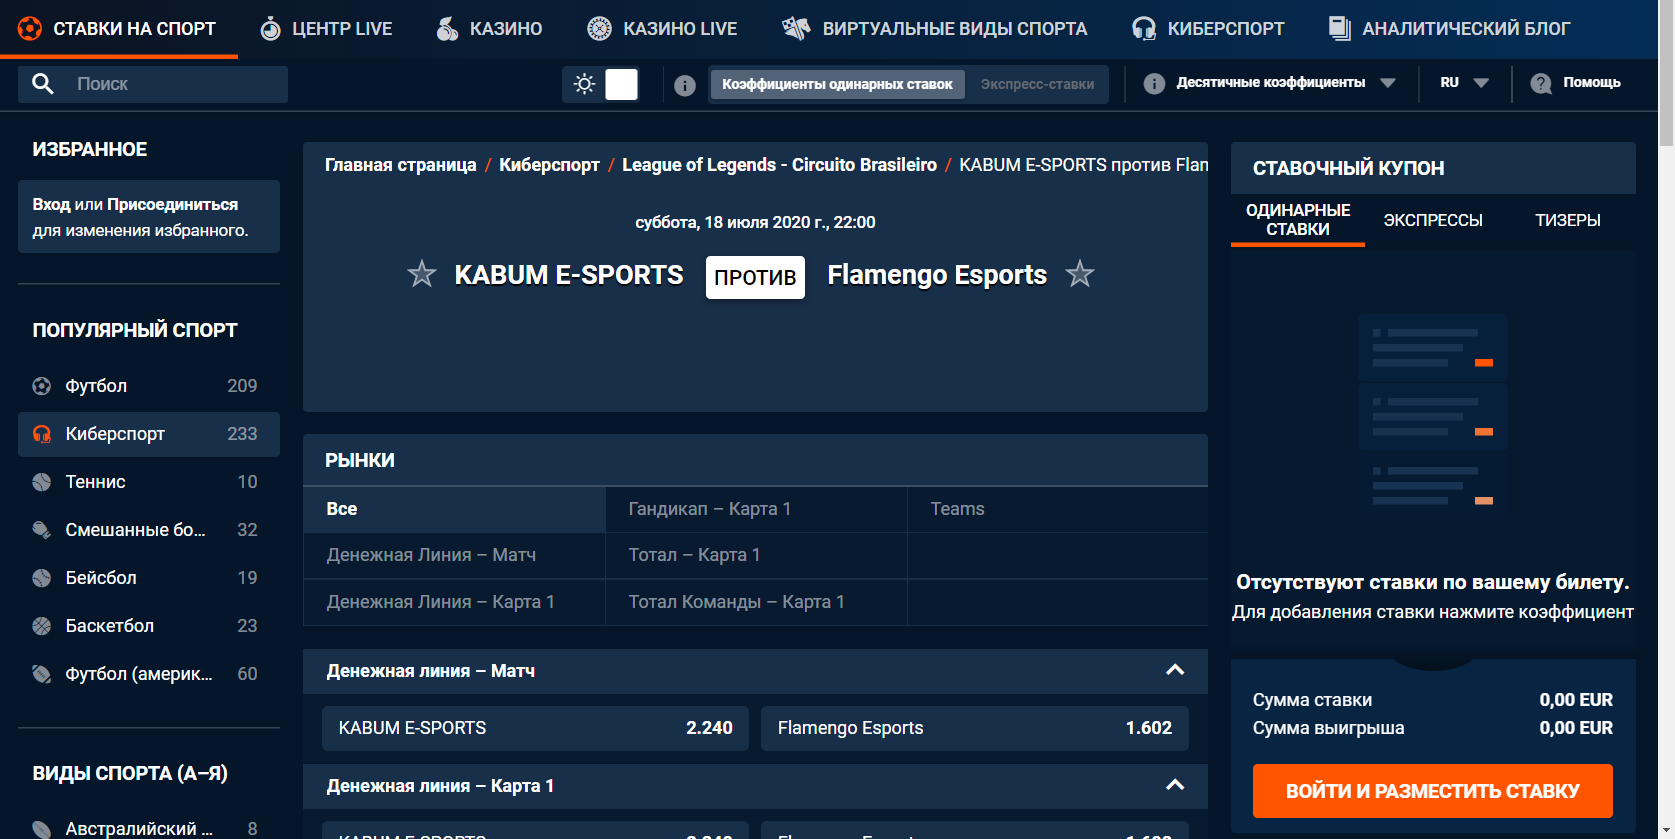 СТАВКИ НА СПОРТ
ЦЕНТР LIVE
КАЗИНО
КАЗИНО LIVE
ВИРТУАЛЬНЫЕ ВИДЫ СПОРТА
КИБЕРСПОРТ
АНАЛИТИЧЕСКИЙ БЛОГ
Поиск
Коэффициенты одинарных ставок
Экспресс-ставки
Десятичные коэффициенты
RU
Помощь
ИЗБРАННОЕ
Вход или Присоединиться
для изменения избранного.
ПОПУЛЯРНЫЙ СПОРТ
Футбол 209
Киберспорт 233
Теннис 10
Смешанные бо... 32
Бейсбол 19
Баскетбол 23
Футбол (америк... 60
ВИДЫ СПОРТА (А–Я)
Австралийский ... 8
Главная страница / Киберспорт / League of Legends - Circuito Brasileiro / KABUM E-SPORTS против Flan
суббота, 18 июля 2020 г., 22:00
KABUM E-SPORTS ПРОТИВ Flamengo Esports
РЫНКИ
Все
Гандикап – Карта 1
Teams
Денежная Линия – Матч
Тотал – Карта 1
Денежная Линия – Карта 1
Тотал Команды – Карта 1
Денежная линия – Матч
KABUM E-SPORTS 2.240
Flamengo Esports 1.602
Денежная линия – Карта 1
СТАВОЧНЫЙ КУПОН
ОДИНАРНЫЕ
СТАВКИ
ЭКСПРЕССЫ
ТИЗЕРЫ
Отсутствуют ставки по вашему билету.
Для добавления ставки нажмите коэффициент
Сумма ставки 0,00 EUR
Сумма выигрыша 0,00 EUR
ВОЙТИ И РАЗМЕСТИТЬ СТАВКУ